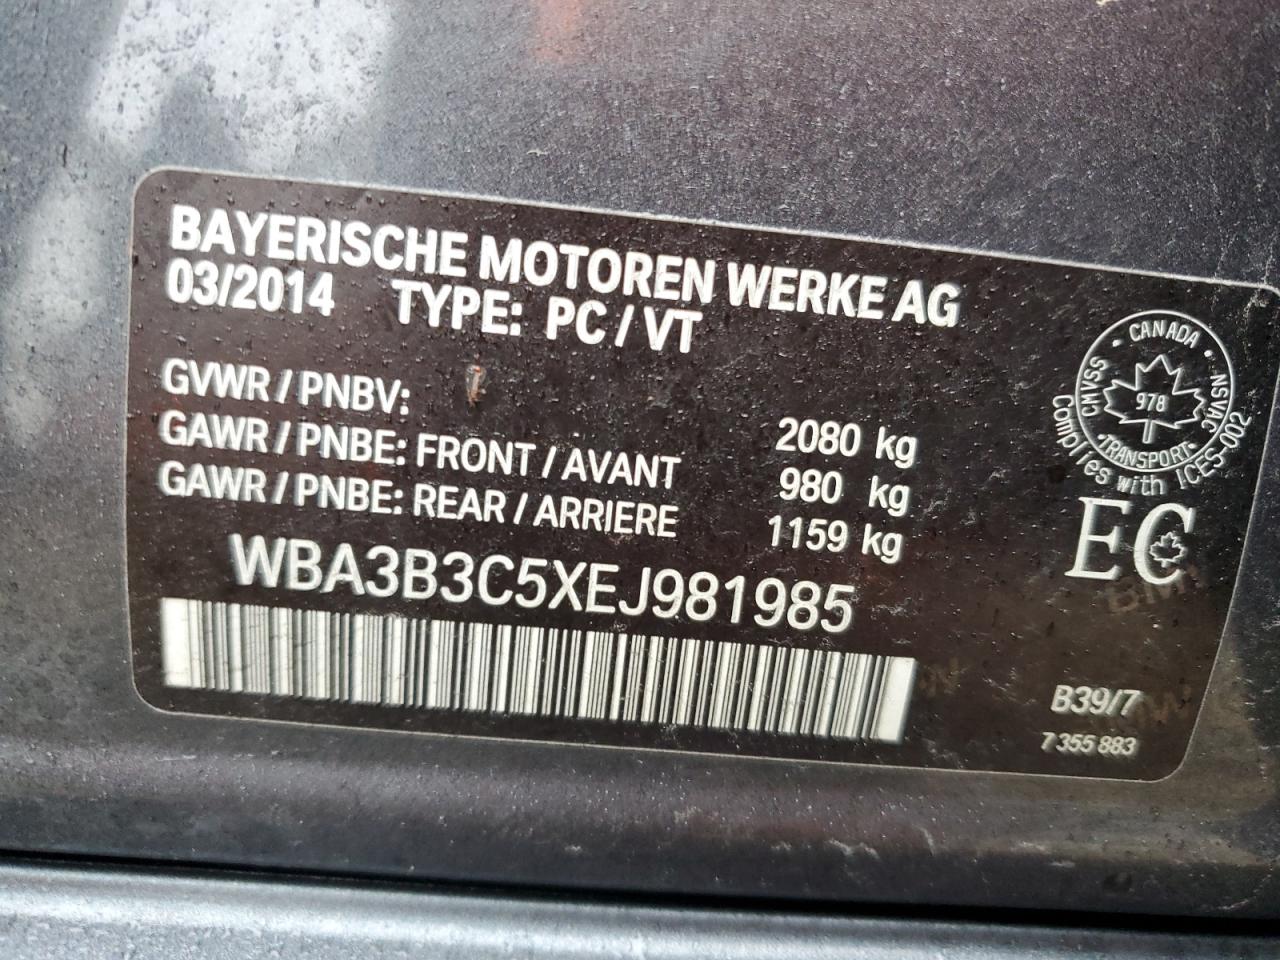 BAYERISCHE MOTOREN WERKE AG
03/2014 TYPE: PC / VT
GVWR / PNBV: 2080 kg
GAWR / PNBE: FRONT / AVANT 980 kg
GAWR / PNBE: REAR / ARRIERE 1159 kg
WBA3B3C5XEJ981985
CANADA
CMVSS
NSVAC
978
TRANSPORT
Complies with ICES-002
EC
B39/7
7 355 883
BMW